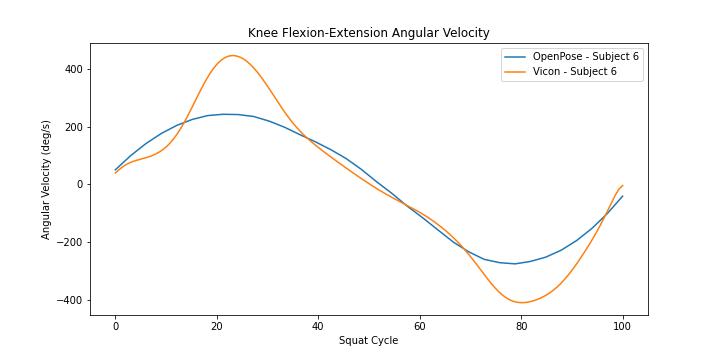 Knee Flexion-Extension Angular Velocity
OpenPose - Subject 6
Vicon - Subject 6
Angular Velocity (deg/s)
400
200
0
−200
−400
0 20 40 60 80 100
Squat Cycle